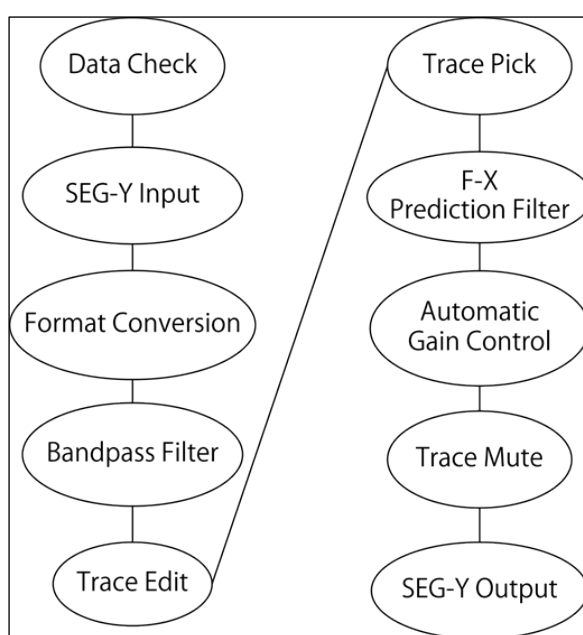 Data Check
SEG-Y Input
Format Conversion
Bandpass Filter
Trace Edit
Trace Pick
F-X
Prediction Filter
Automatic
Gain Control
Trace Mute
SEG-Y Output